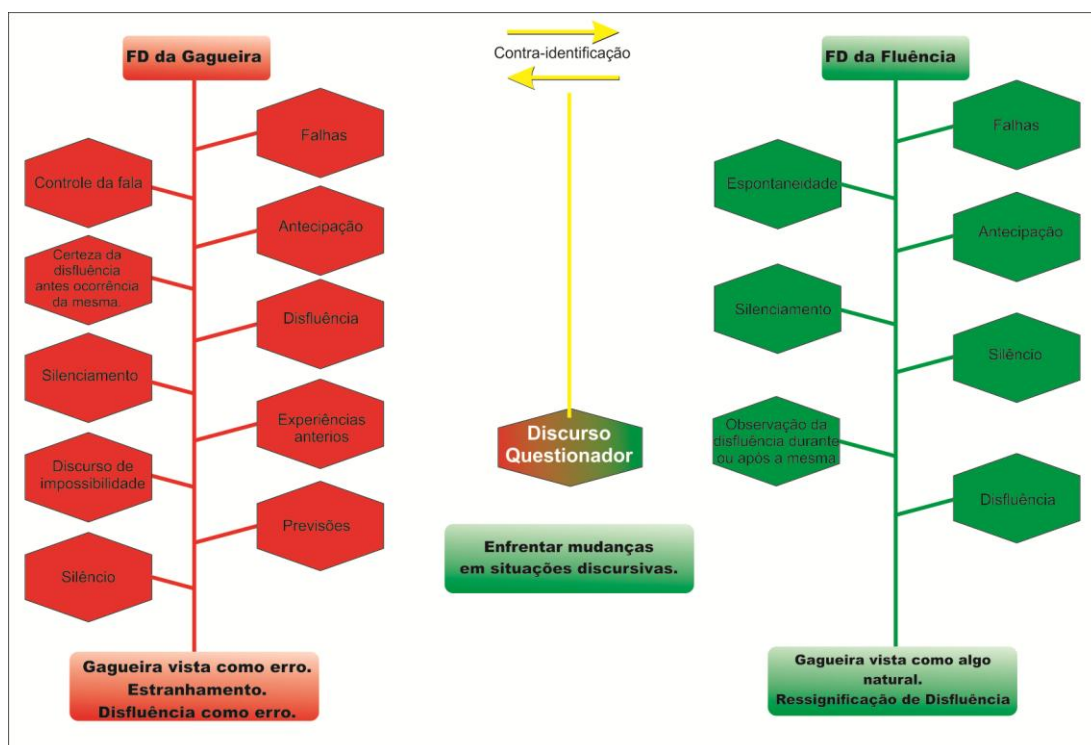 FD da Gagueira
Falhas
Controle da fala
Antecipação
Certeza da
disfluência
antes ocorrência
da mesma.
Disfluência
Silenciamento
Experiências
anterios
Discurso de
impossibilidade
Previsões
Silêncio
Gagueira vista como erro.
Estranhamento.
Disfluência como erro.
Contra-identificação
Discurso
Questionador
Enfrentar mudanças
em situações discursivas.
FD da Fluência
Falhas
Espontaneidade
Antecipação
Silenciamento
Silêncio
Observação da
disfluência durante
ou após a mesma.
Disfluência
Gagueira vista como algo
natural.
Ressignificação de Disfluência